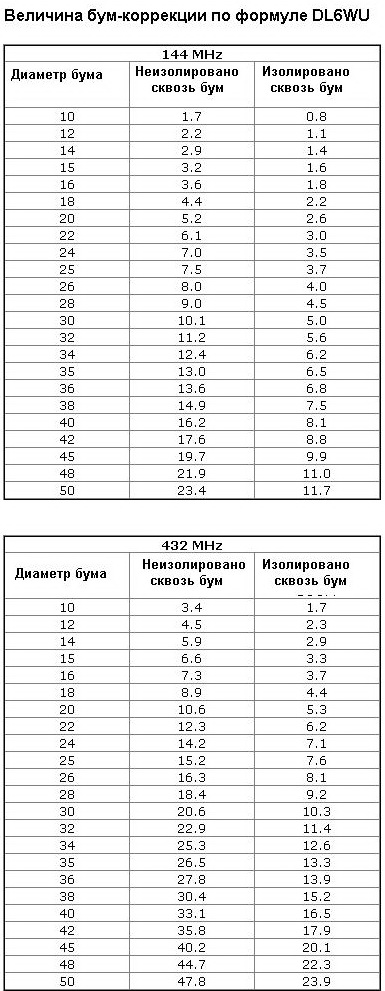 Величина бум-коррекции по формуле DL6WU
144 MHz
Диаметр бума Неизолировано сквозь бум Изолировано сквозь бум
10 1.7 0.8
12 2.2 1.1
14 2.9 1.4
15 3.2 1.6
16 3.6 1.8
18 4.4 2.2
20 5.2 2.6
22 6.1 3.0
24 7.0 3.5
25 7.5 3.7
26 8.0 4.0
28 9.0 4.5
30 10.1 5.0
32 11.2 5.6
34 12.4 6.2
35 13.0 6.5
36 13.6 6.8
38 14.9 7.5
40 16.2 8.1
42 17.6 8.8
45 19.7 9.9
48 21.9 11.0
50 23.4 11.7
432 MHz
Диаметр бума Неизолировано сквозь бум Изолировано сквозь бум
10 3.4 1.7
12 4.5 2.3
14 5.9 2.9
15 6.6 3.3
16 7.3 3.7
18 8.9 4.4
20 10.6 5.3
22 12.3 6.2
24 14.2 7.1
25 15.2 7.6
26 16.3 8.1
28 18.4 9.2
30 20.6 10.3
32 22.9 11.4
34 25.3 12.6
35 26.5 13.3
36 27.8 13.9
38 30.4 15.2
40 33.1 16.5
42 35.8 17.9
45 40.2 20.1
48 44.7 22.3
50 47.8 23.9